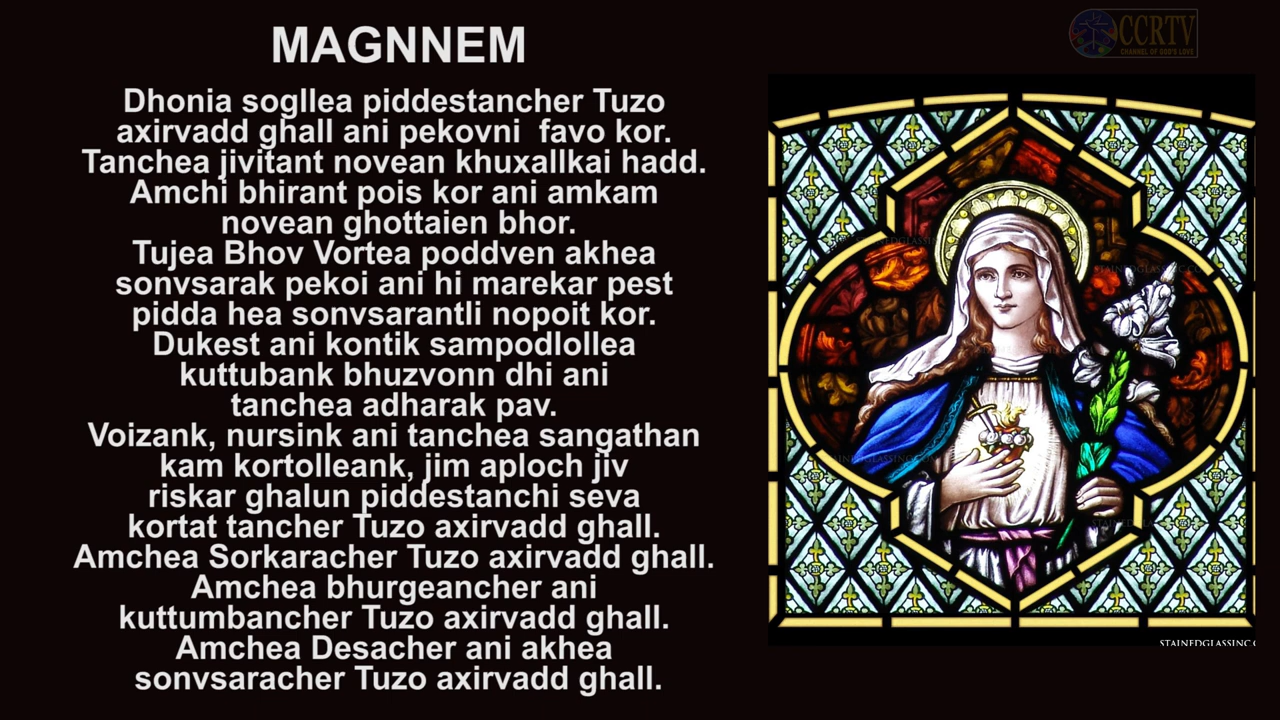 CCRTV
CHANNEL OF GOD'S LOVE
MAGNNEM
Dhonia sogllea piddestancher Tuzo
axirvadd ghall ani pekovni favo kor.
Tanchea jivitant novean khuxallkai hadd.
Amchi bhirant pois kor ani amkam
novean ghottaien bhor.
Tujea Bhov Vortea poddven akhea
sonvsarak pekoi ani hi marekar pest
pidda hea sonvsarantli nopoit kor.
Dukest ani kontik sampodlollea
kuttubank bhuzvonn dhi ani
tanchea adharak pav.
Voizank, nursink ani tanchea sangathan
kam kortolleank, jim aploch jiv
riskar ghalun piddestanchi seva
kortat tancher Tuzo axirvadd ghall.
Amchea Sorkaracher Tuzo axirvadd ghall.
Amchea bhurgeancher ani
kuttumbancher Tuzo axirvadd ghall.
Amchea Desacher ani akhea
sonvsaracher Tuzo axirvadd ghall.
STAINEDGLASSINC.C